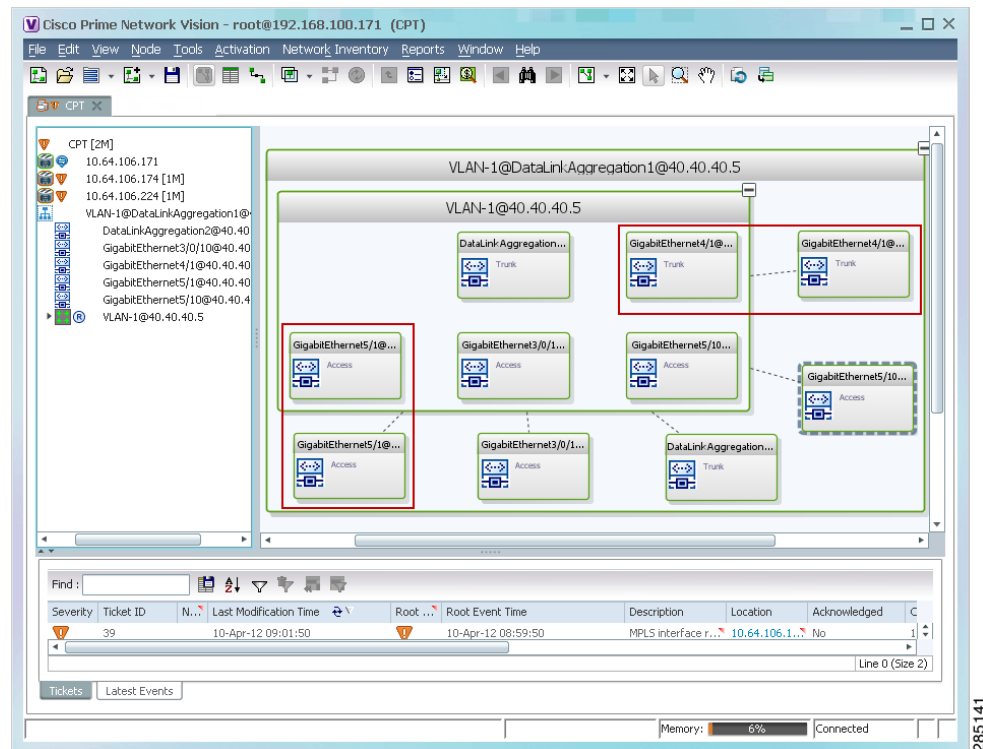 Cisco Prime Network Vision - root@192.168.100.171 (CPT)
File Edit View Node Tools Activation Network Inventory Reports Window Help
CPT
CPT [2M]
10.64.106.171
10.64.106.174 [1M]
10.64.106.224 [1M]
VLAN-1@DataLinkAggregation1@
DataLinkAggregation2@40.40
GigabitEthernet3/0/10@40.40
GigabitEthernet4/1@40.40.40
GigabitEthernet5/1@40.40.40
GigabitEthernet5/10@40.40.4
VLAN-1@40.40.40.5
VLAN-1@DataLinkAggregation1@40.40.40.5
VLAN-1@40.40.40.5
DataLinkAggregation...
Trunk
GigabitEthernet4/1@...
Trunk
GigabitEthernet4/1@...
Trunk
GigabitEthernet5/1@...
Access
GigabitEthernet3/0/1...
Access
GigabitEthernet5/10...
Access
GigabitEthernet5/10...
Access
GigabitEthernet5/1@...
Access
GigabitEthernet3/0/1...
Access
DataLinkAggregation...
Trunk
Find :
Severity Ticket ID N... Last Modification Time Root ... Root Event Time Description Location Acknowledged C
39 10-Apr-12 09:01:50 10-Apr-12 08:59:50 MPLS interface r... 10.64.106.1... No 1
Line 0 (Size 2)
Tickets Latest Events
Memory: 6% Connected
285141